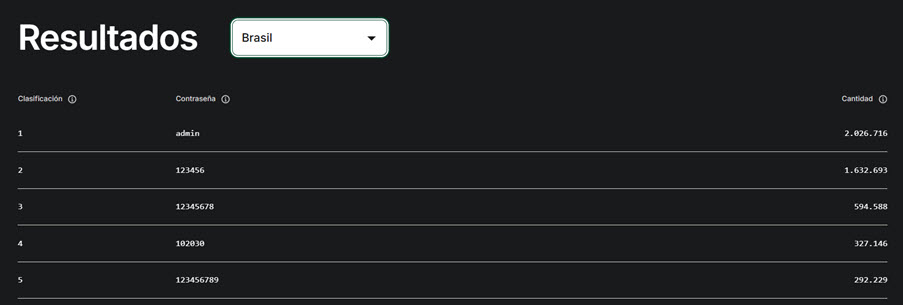 Resultados Brasil
Clasificación Contraseña Cantidad
1 admin 2.026.716
2 123456 1.632.693
3 12345678 594.588
4 102030 327.146
5 123456789 292.229